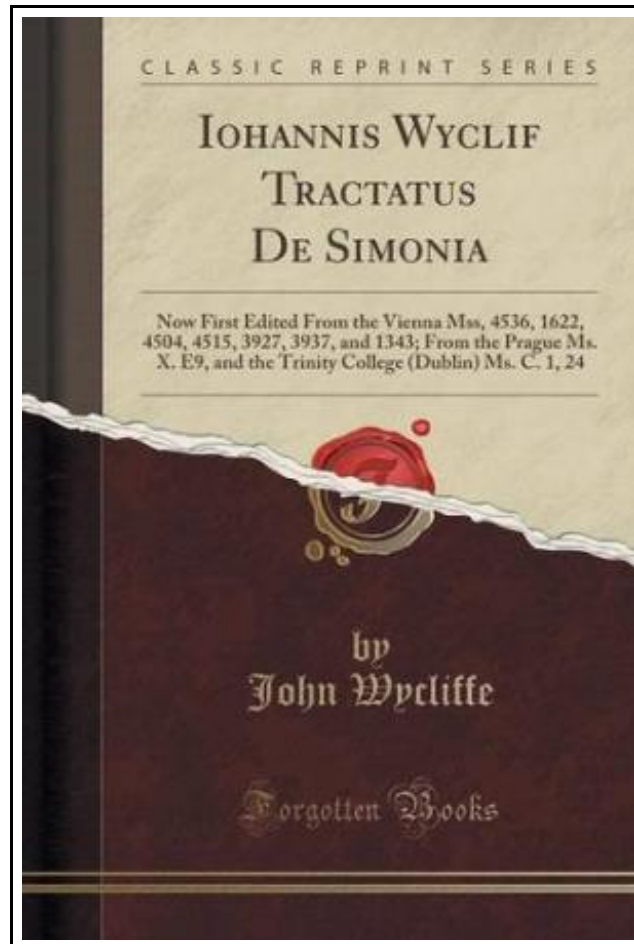 CLASSIC REPRINT SERIES
IOHANNIS WYCLIF
TRACTATUS
DE SIMONIA
Now First Edited From the Vienna Mss, 4536, 1622,
4504, 4515, 3927, 3937, and 1343; From the Prague Ms.
X. E9, and the Trinity College (Dublin) Ms. C. 1, 24
by
John Wycliffe
Forgotten Books